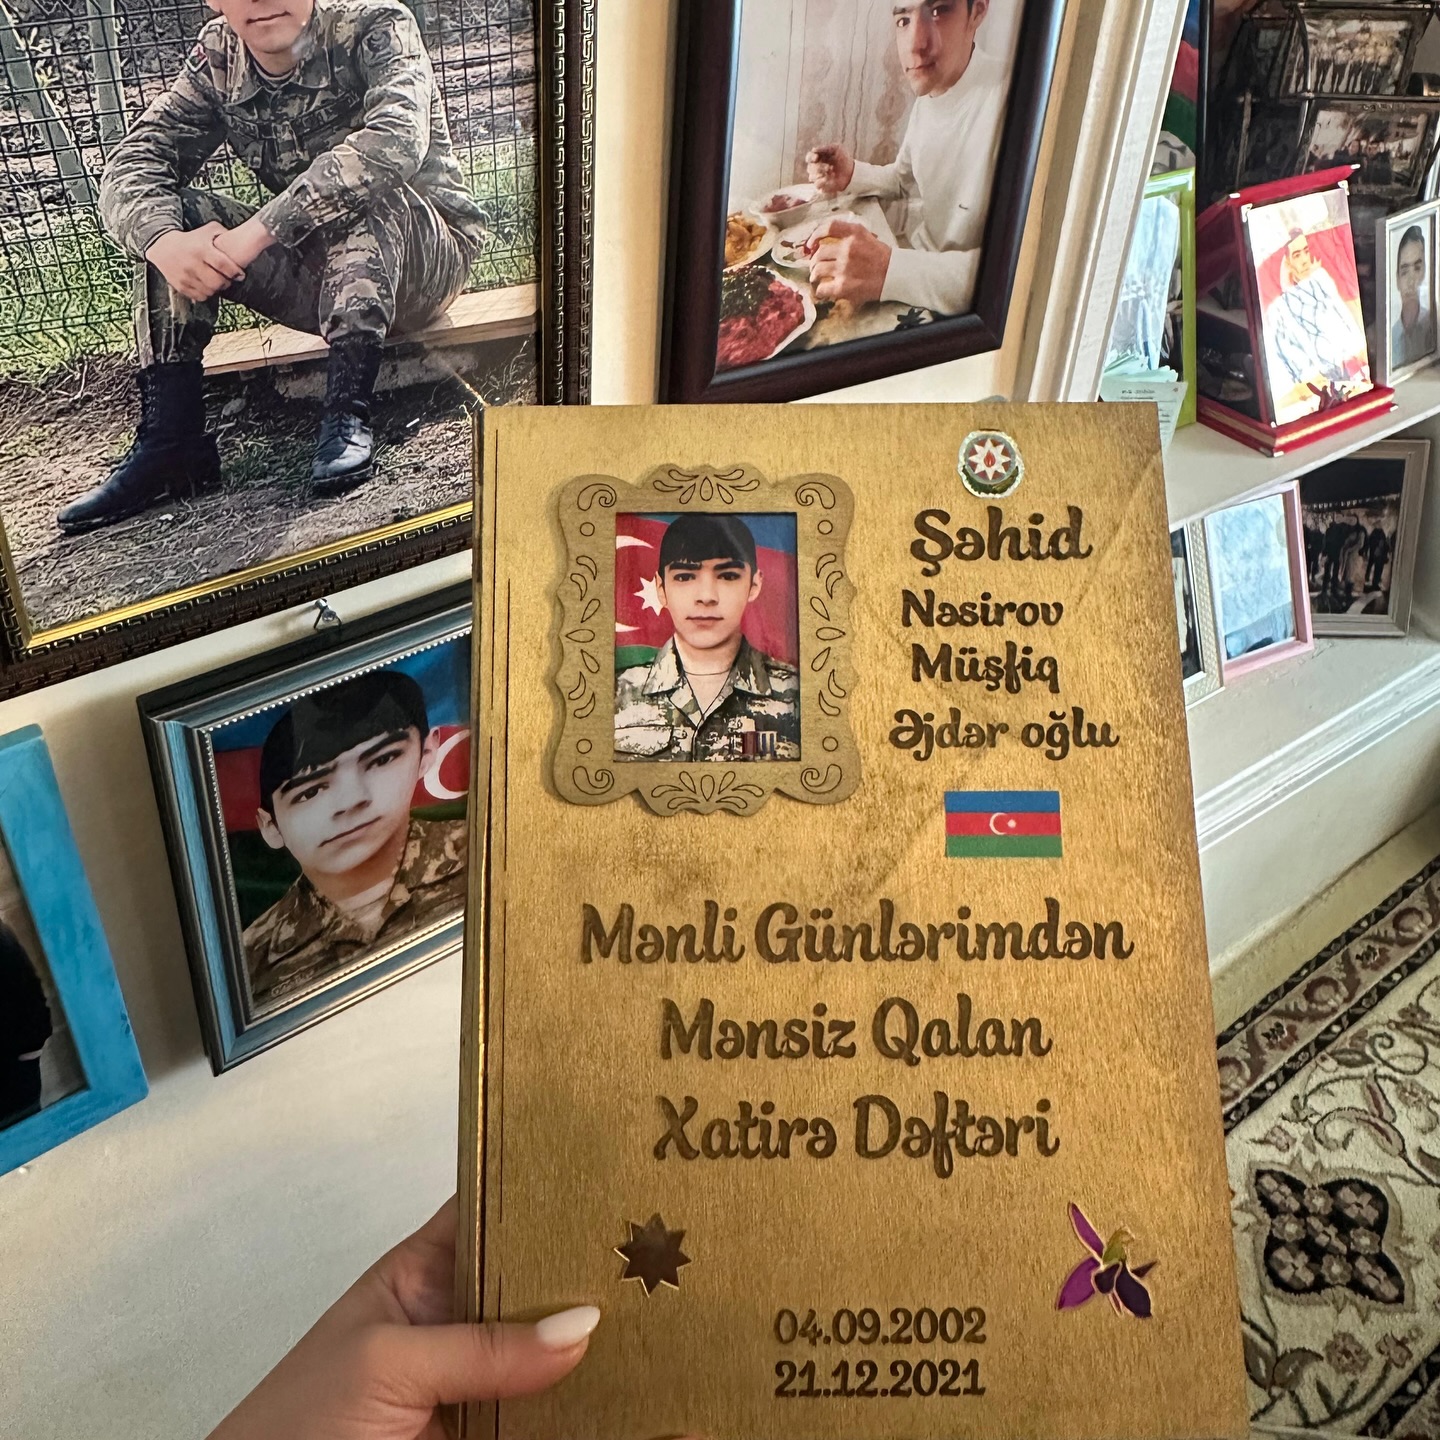 Şəhid
Nəsirov
Müşfiq
Əjdər oğlu
Mənli Günlərimdən
Mənsiz Qalan
Xatirə Dəftəri
04.09.2002
21.12.2021